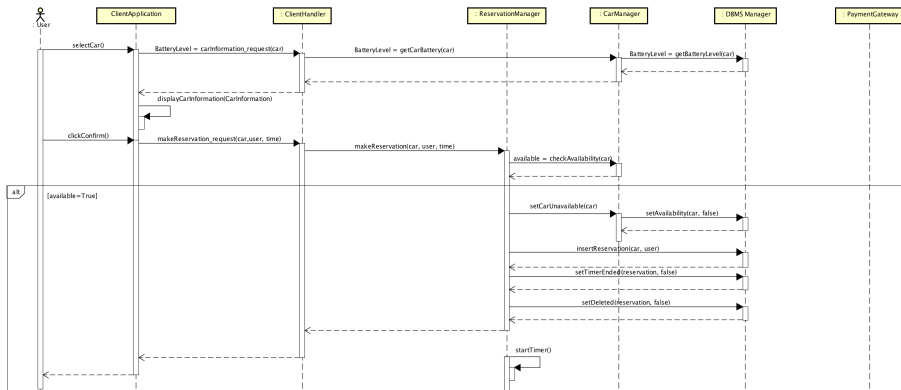 : User
ClientApplication
: ClientHandler
: ReservationManager
: CarManager
: DBMS Manager
: PaymentGateway
selectCar()
BatteryLevel = carInformation_request(car)
BatteryLevel = getCarBattery(car)
BatteryLevel = getBatteryLevel(car)
displayCarInformation(CarInformation)
clickConfirm()
makeReservation_request(car,user, time)
makeReservation(car, user, time)
available = checkAvailability(car)
alt
[available=True]
setCarUnavailable(car)
setAvailability(car, false)
insertReservation(car, user)
setTimerEnded(reservation, false)
setDeleted(reservation, false)
startTimer()